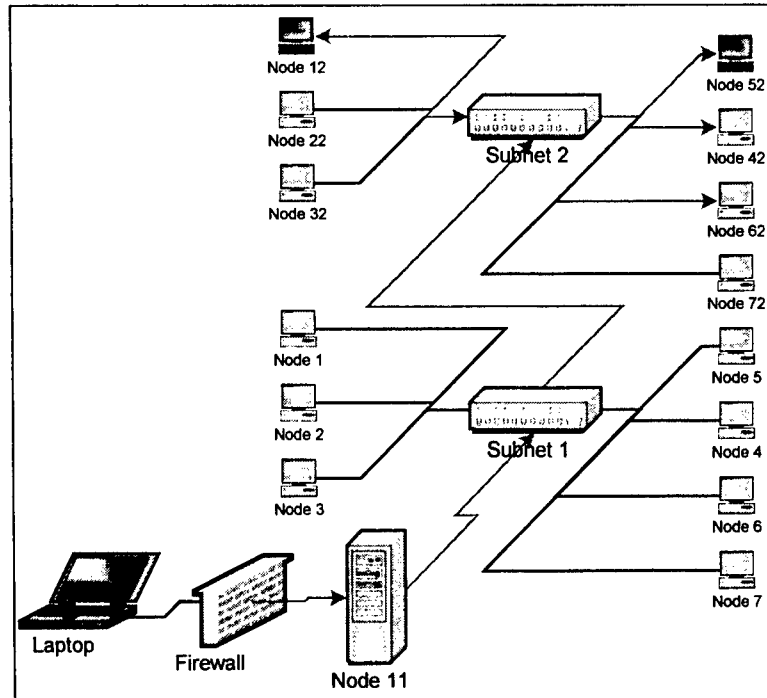 Node 12
Node 52
Node 22
Subnet 2
Node 42
Node 32
Node 62
Node 72
Node 1
Node 5
Node 2
Node 4
Subnet 1
Node 3
Node 6
Node 7
Laptop
Firewall
Node 11